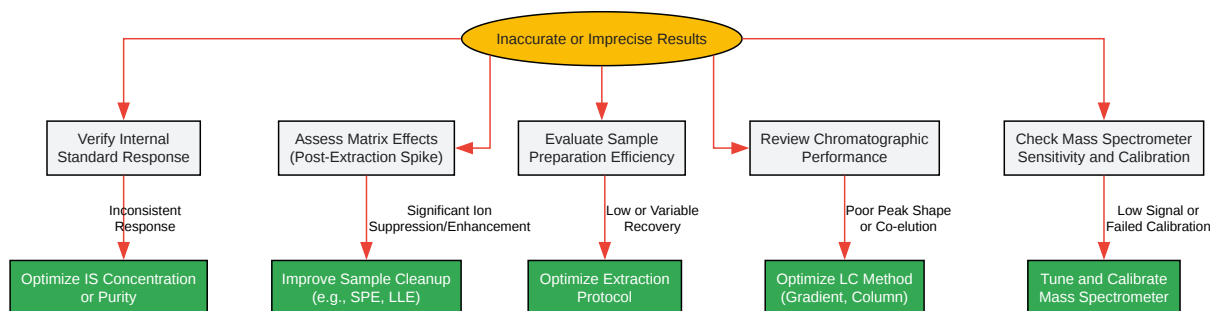 Inaccurate or Imprecise Results
Verify Internal
Standard Response
Assess Matrix Effects
(Post-Extraction Spike)
Evaluate Sample
Preparation Efficiency
Review Chromatographic
Performance
Check Mass Spectrometer
Sensitivity and Calibration
Inconsistent
Response
Significant Ion
Suppression/Enhancement
Low or Variable
Recovery
Poor Peak Shape
or Co-elution
Low Signal or
Failed Calibration
Optimize IS Concentration
or Purity
Improve Sample Cleanup
(e.g., SPE, LLE)
Optimize Extraction
Protocol
Optimize LC Method
(Gradient, Column)
Tune and Calibrate
Mass Spectrometer